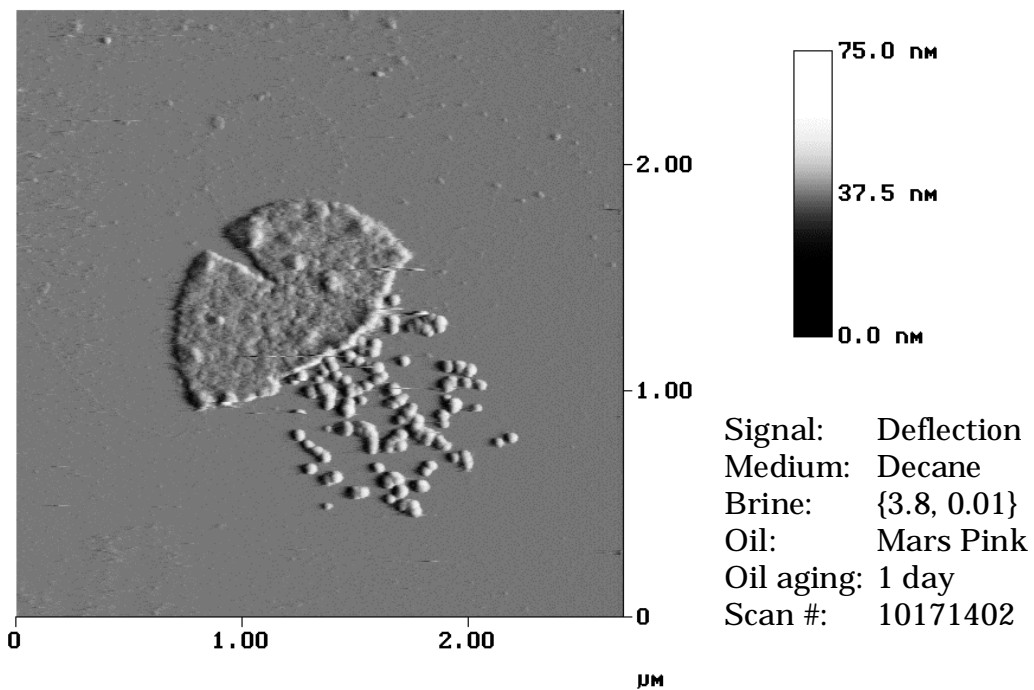 75.0 nm
37.5 nm
0.0 nm
2.00
1.00
0
0 1.00 2.00
µm
Signal: Deflection
Medium: Decane
Brine: {3.8, 0.01}
Oil: Mars Pink
Oil aging: 1 day
Scan #: 10171402